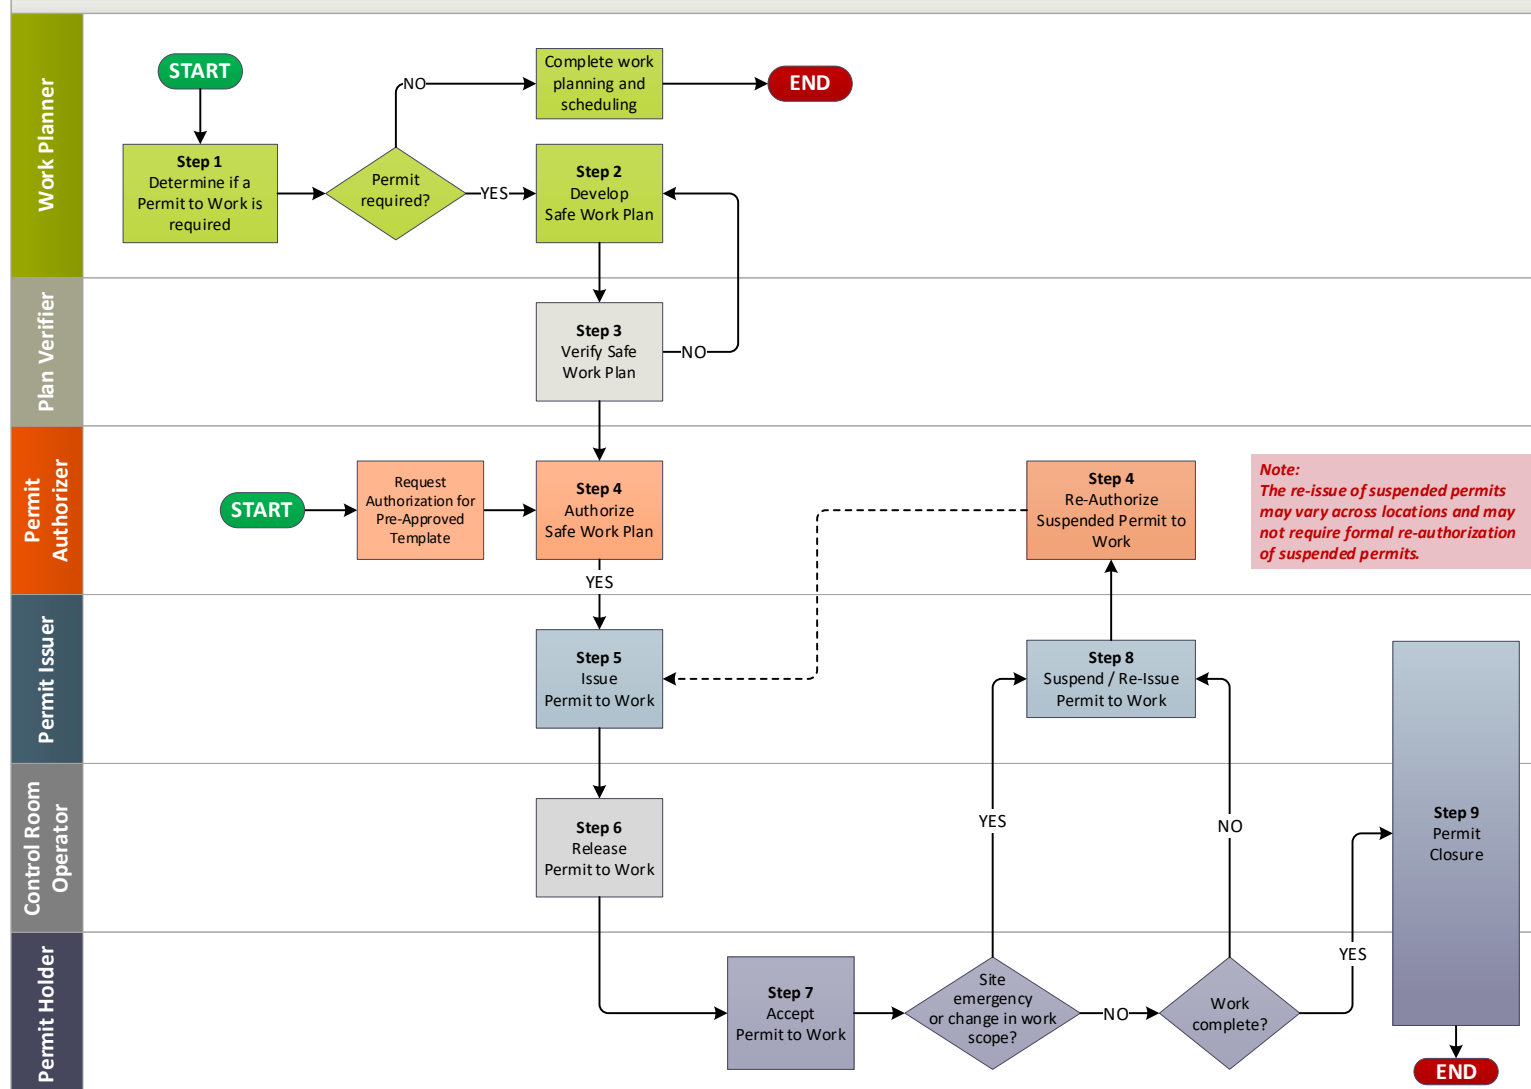 Work Planner
START
Step 1
Determine if a
Permit to Work is
required
Permit
required?
NO
YES
Complete work
planning and
scheduling
END
Step 2
Develop
Safe Work Plan
Plan Verifier
Step 3
Verify Safe
Work Plan
NO
Permit
Authorizer
START
Request
Authorization for
Pre-Approved
Template
Step 4
Authorize
Safe Work Plan
YES
Step 4
Re-Authorize
Suspended Permit to
Work
Note:
The re-issue of suspended permits
may vary across locations and may
not require formal re-authorization
of suspended permits.
Permit Issuer
Step 5
Issue
Permit to Work
Step 8
Suspend / Re-Issue
Permit to Work
Control Room
Operator
Step 6
Release
Permit to Work
YES
NO
Step 9
Permit
Closure
Permit Holder
Step 7
Accept
Permit to Work
Site
emergency
or change in work
scope?
NO
Work
complete?
YES
END